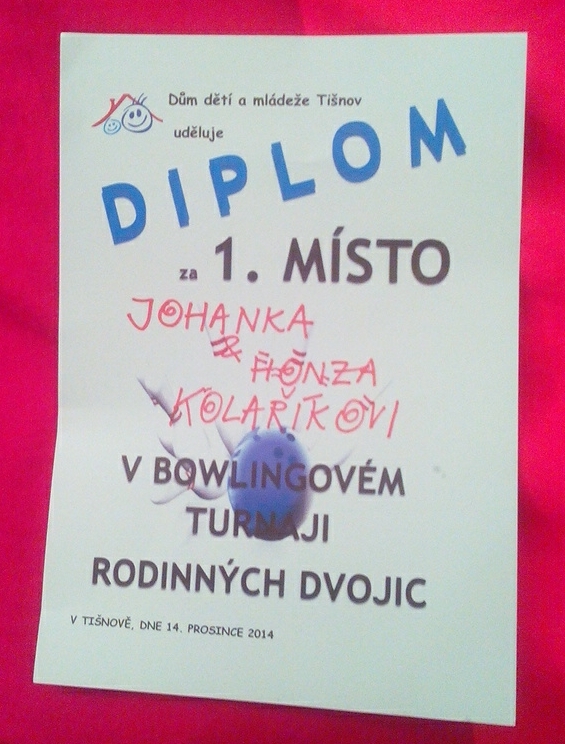 Dům dětí a mládeže Tišnov
uděluje
DIPLOM
za 1. MÍSTO
JOHANKA
&
HONZA
KOLAŘÍKOVI
V BOWLINGOVÉM
TURNAJI
RODINNÝCH DVOJIC
V TIŠNOVĚ, DNE 14. PROSINCE 2014